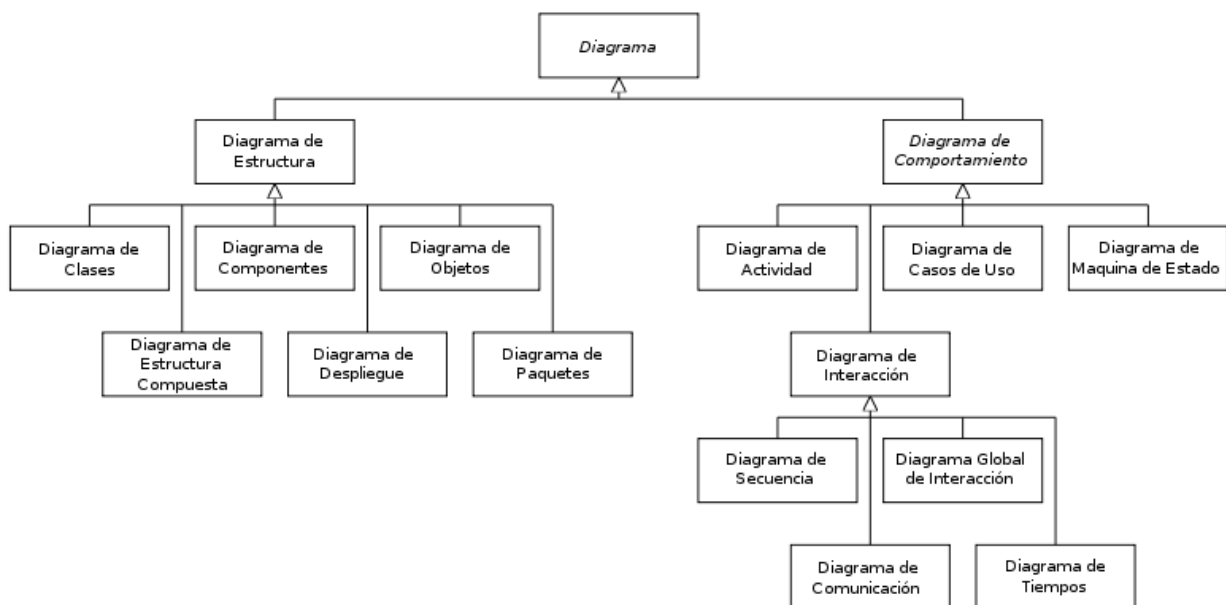 Diagrama
Diagrama de
Estructura
Diagrama de
Comportamiento
Diagrama de
Clases
Diagrama de
Componentes
Diagrama de
Objetos
Diagrama de
Actividad
Diagrama de
Casos de Uso
Diagrama de
Maquina de Estado
Diagrama de
Estructura
Compuesta
Diagrama de
Despliegue
Diagrama de
Paquetes
Diagrama de
Interacción
Diagrama de
Secuencia
Diagrama Global
de Interacción
Diagrama de
Comunicación
Diagrama de
Tiempos